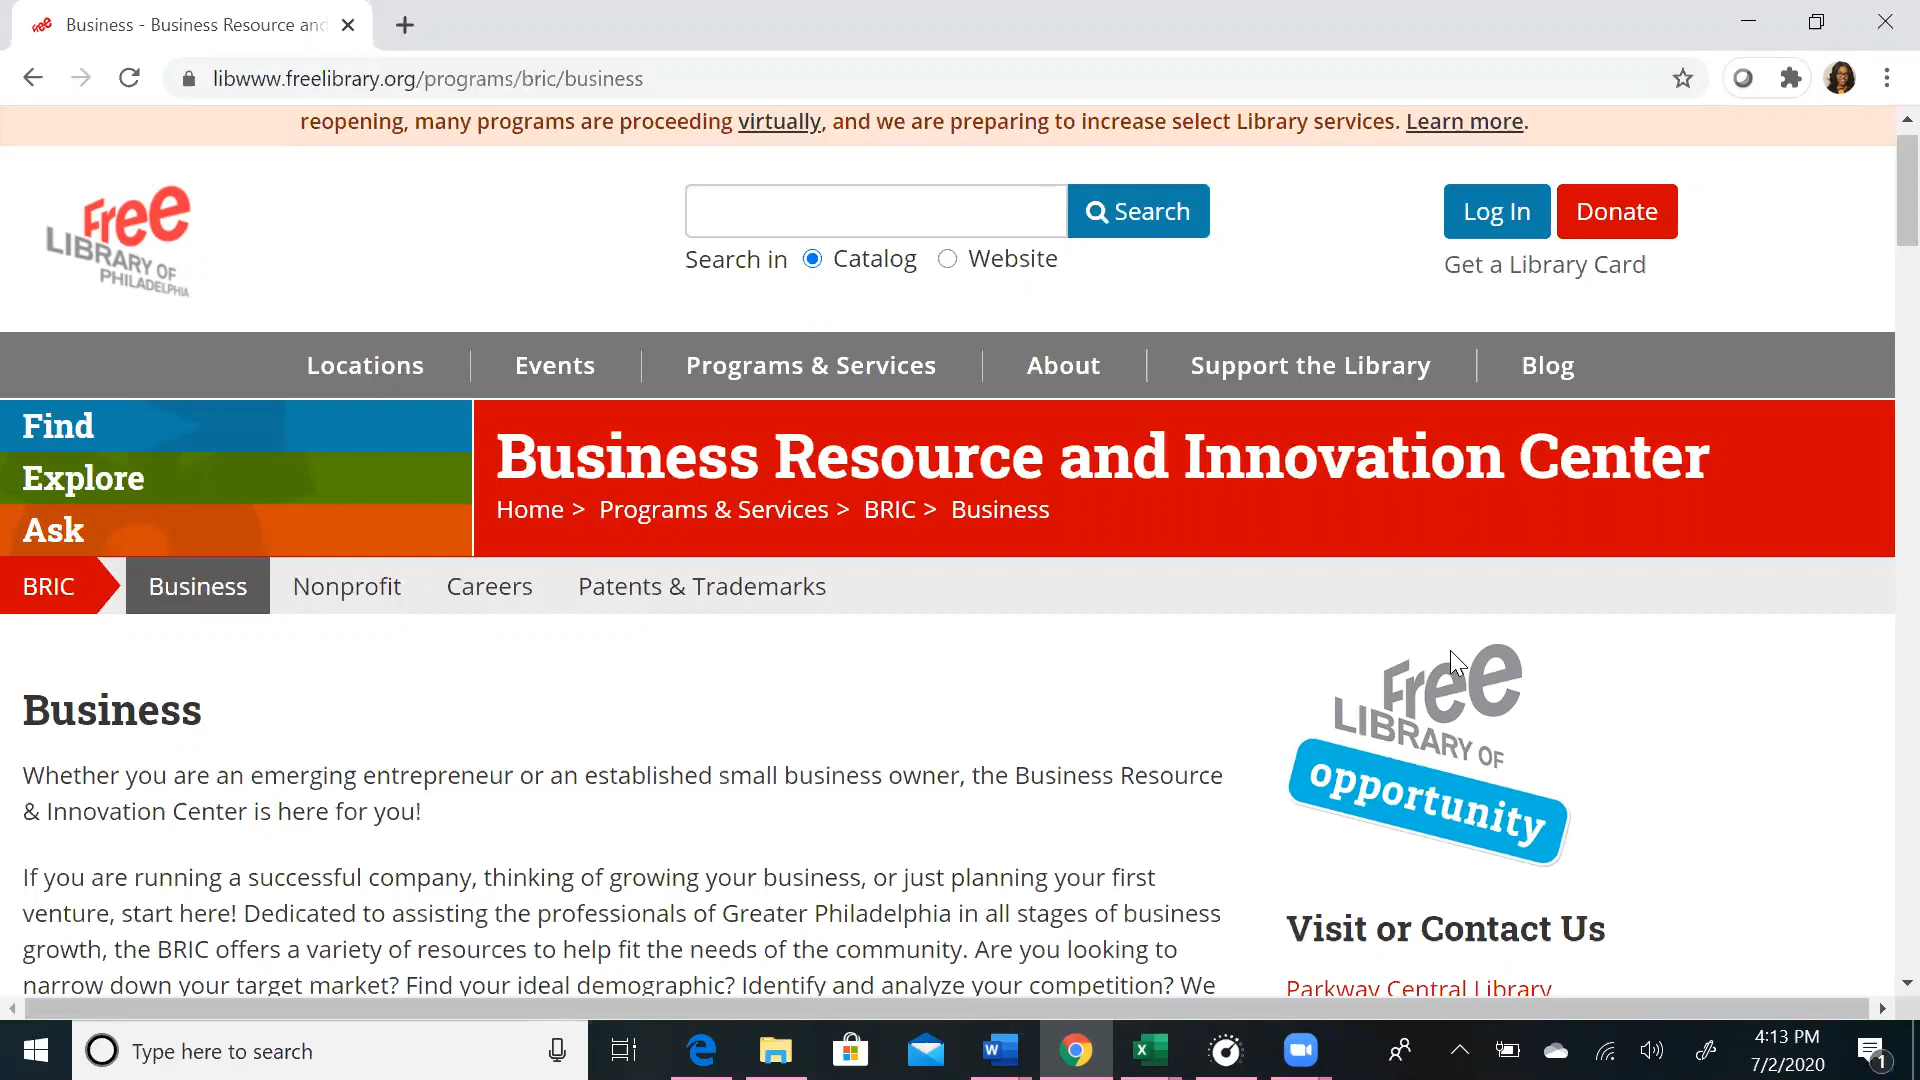 Business - Business Resource and
libwww.freelibrary.org/programs/bric/business
reopening, many programs are proceeding virtually, and we are preparing to increase select Library services. Learn more.
Free
LIBRARY OF
PHILADELPHIA
Search
Search in Catalog Website
Log In Donate
Get a Library Card
Locations Events Programs & Services About Support the Library Blog
Find
Explore
Ask
Business Resource and Innovation Center
Home > Programs & Services > BRIC > Business
BRIC Business Nonprofit Careers Patents & Trademarks
Business
Whether you are an emerging entrepreneur or an established small business owner, the Business Resource
& Innovation Center is here for you!
If you are running a successful company, thinking of growing your business, or just planning your first
venture, start here! Dedicated to assisting the professionals of Greater Philadelphia in all stages of business
growth, the BRIC offers a variety of resources to help fit the needs of the community. Are you looking to
narrow down your target market? Find your ideal demographic? Identify and analyze your competition? We
Free
LIBRARY OF
opportunity
Visit or Contact Us
Parkway Central Library
Type here to search
4:13 PM
7/2/2020
1